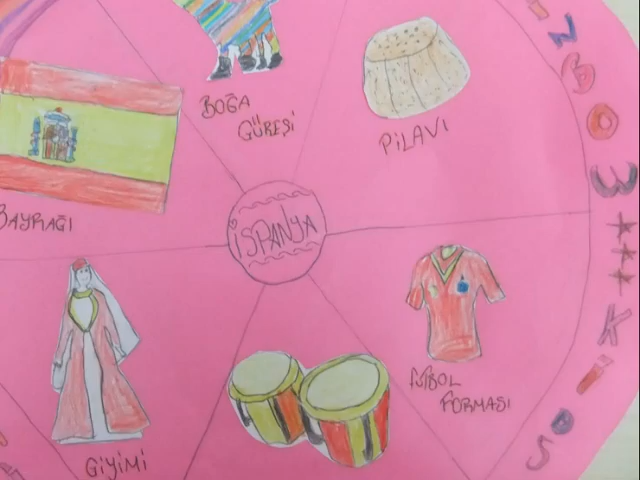 BOĞA
GÜREŞİ
PİLAVI
BAYRAĞI
İSPANYA
FUTBOL
FORMASI
GİYİMİ